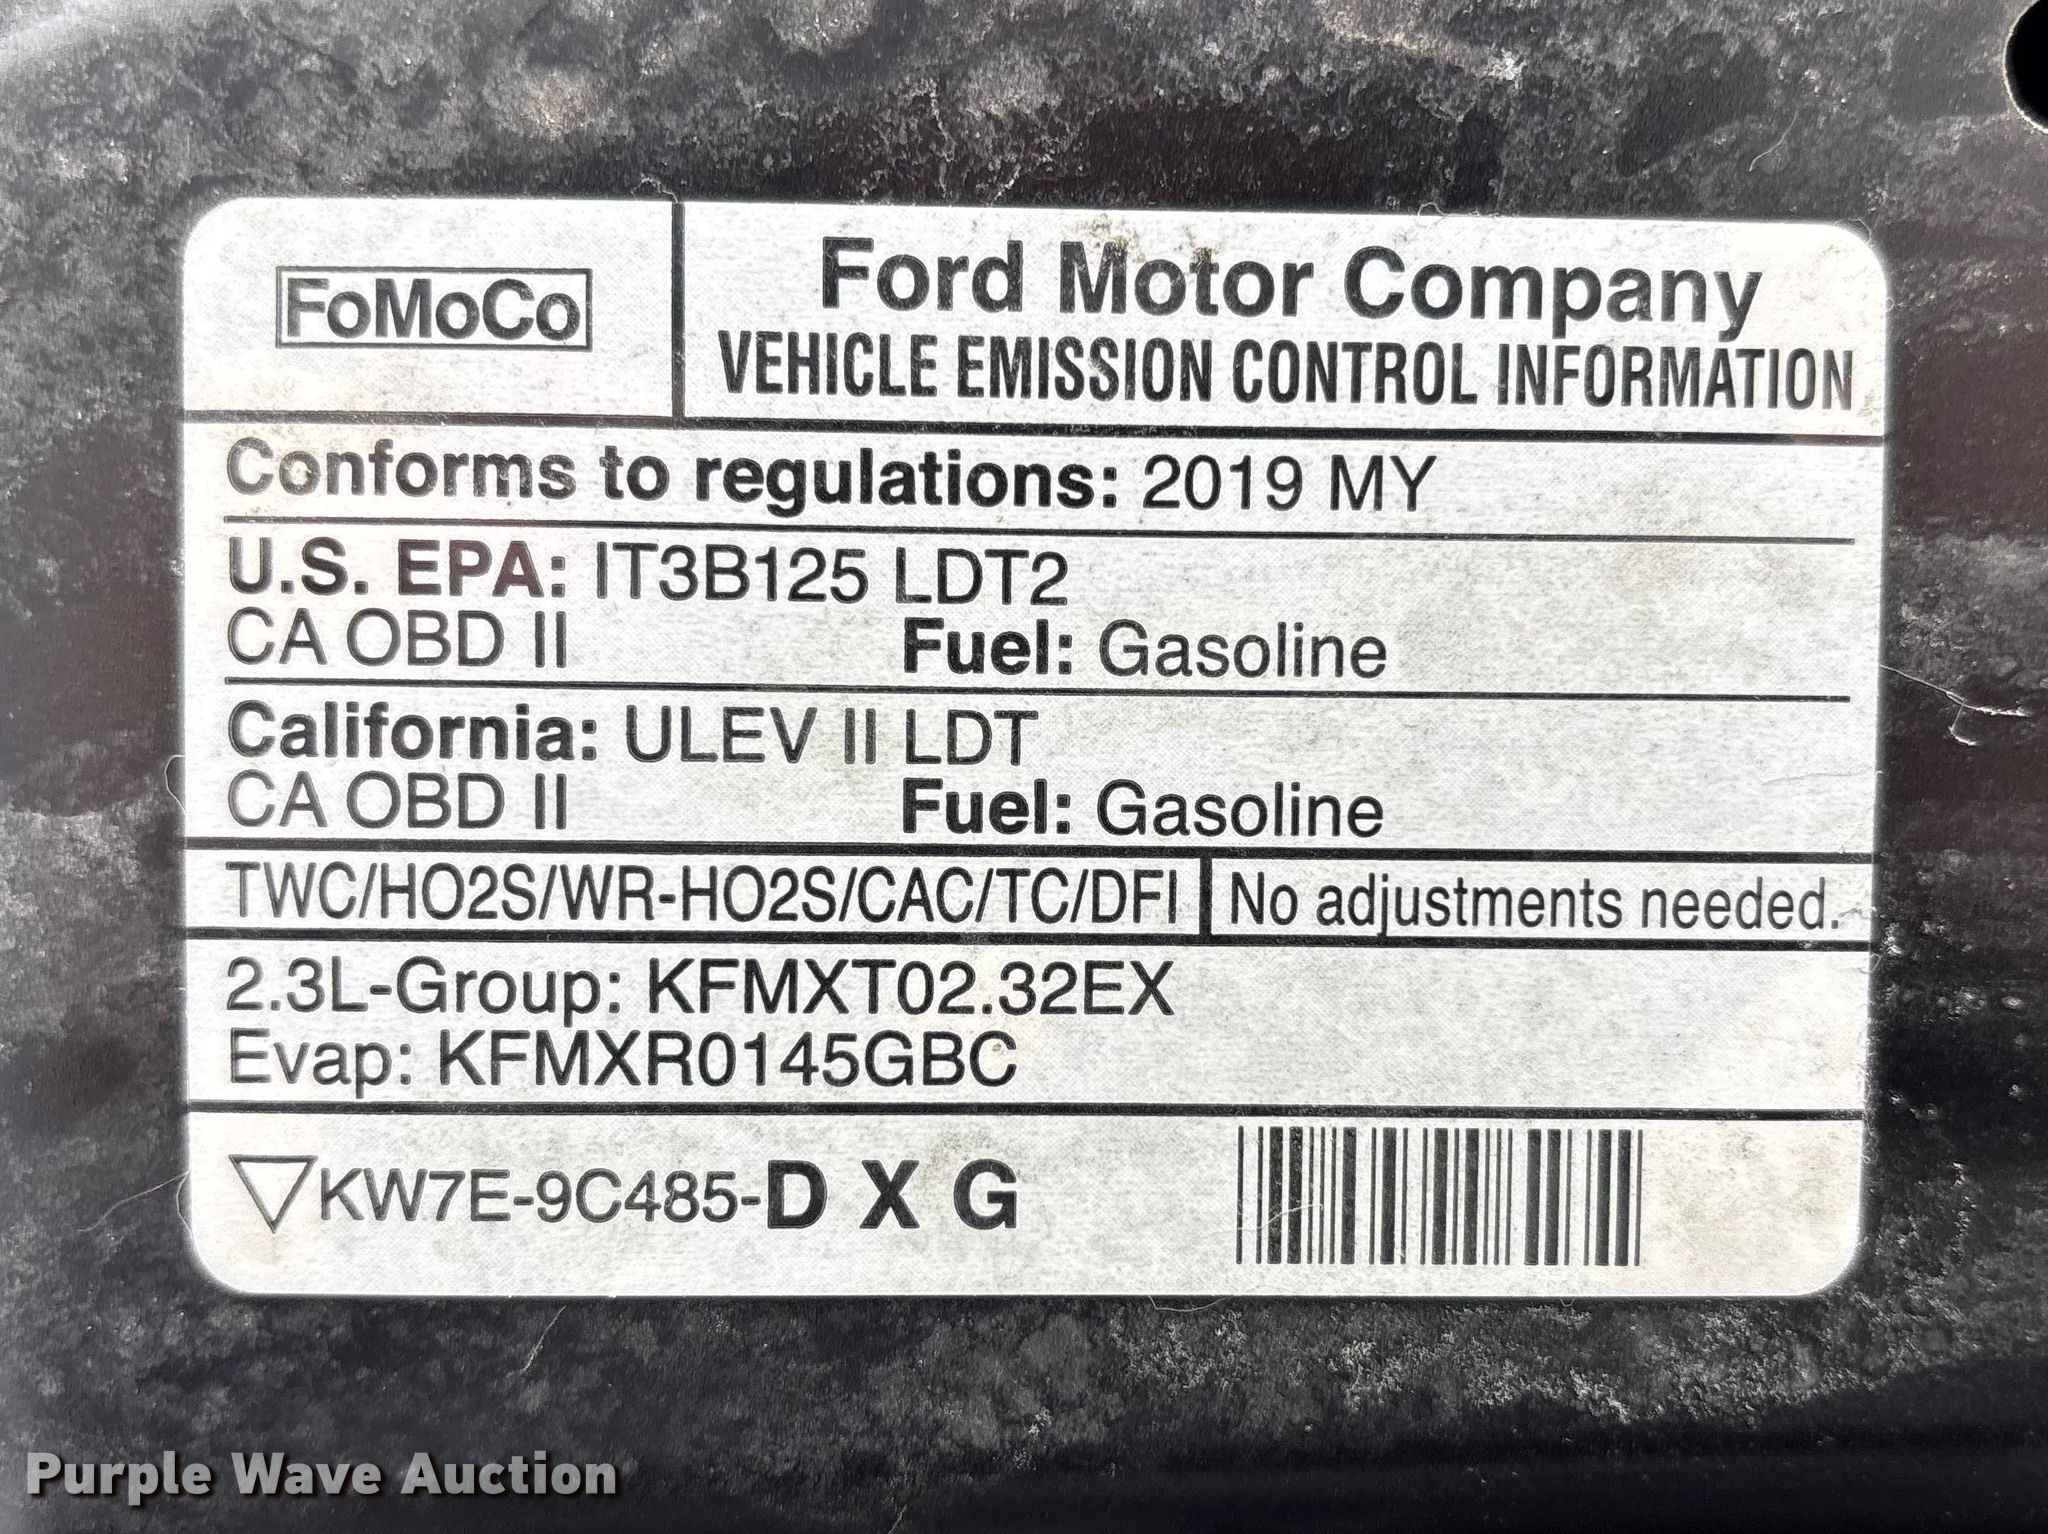 FoMoCo
Ford Motor Company
VEHICLE EMISSION CONTROL INFORMATION
Conforms to regulations: 2019 MY
U.S. EPA: IT3B125 LDT2
CA OBD II Fuel: Gasoline
California: ULEV II LDT
CA OBD II Fuel: Gasoline
TWC/HO2S/WR-HO2S/CAC/TC/DFI No adjustments needed.
2.3L-Group: KFMXT02.32EX
Evap: KFMXR0145GBC
KW7E-9C485-D X G
Purple Wave Auction